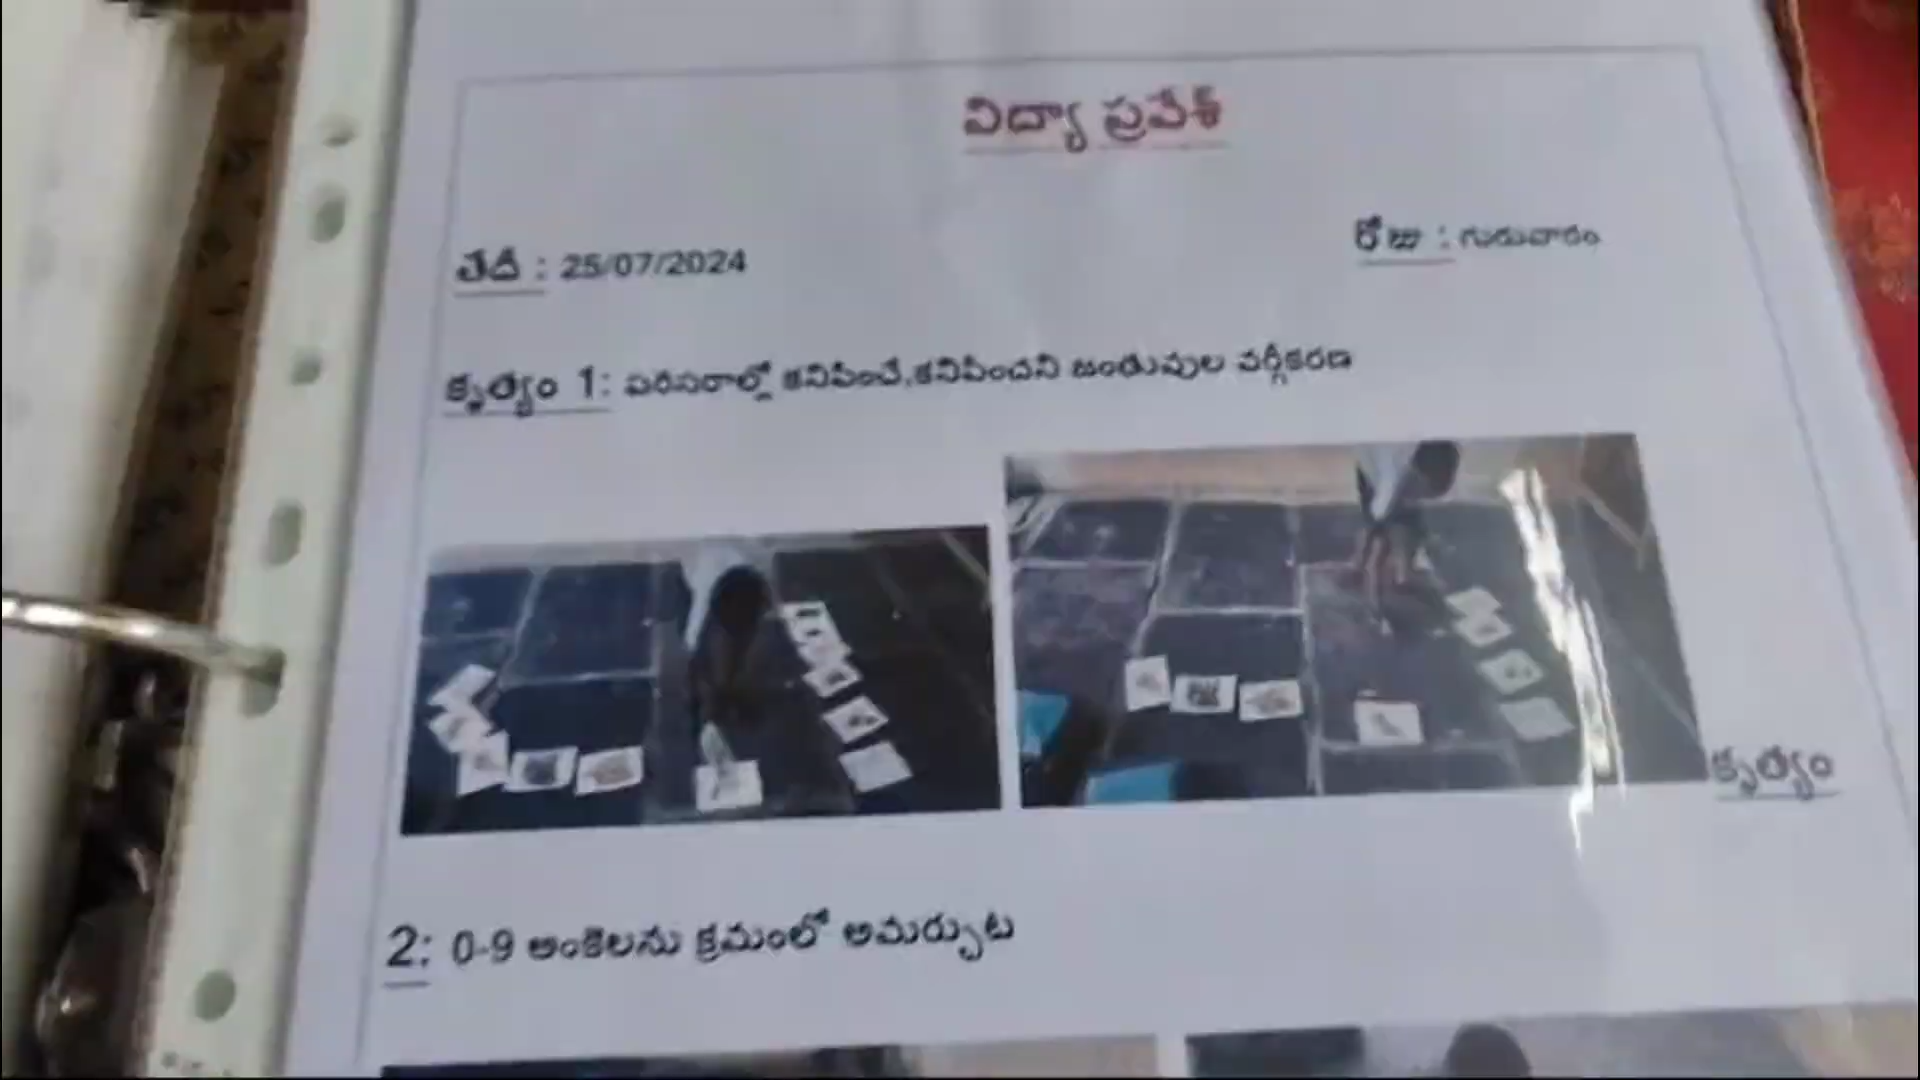 విద్యా ప్రవేశ్
తేదీ : 25/07/2024
రోజు : గురువారం
కృత్యం 1: పరిసరాల్లో కనిపించే,కనిపించని జంతువుల వర్గీకరణ
కృత్యం
2: 0-9 అంకెలను క్రమంలో అమర్చుట